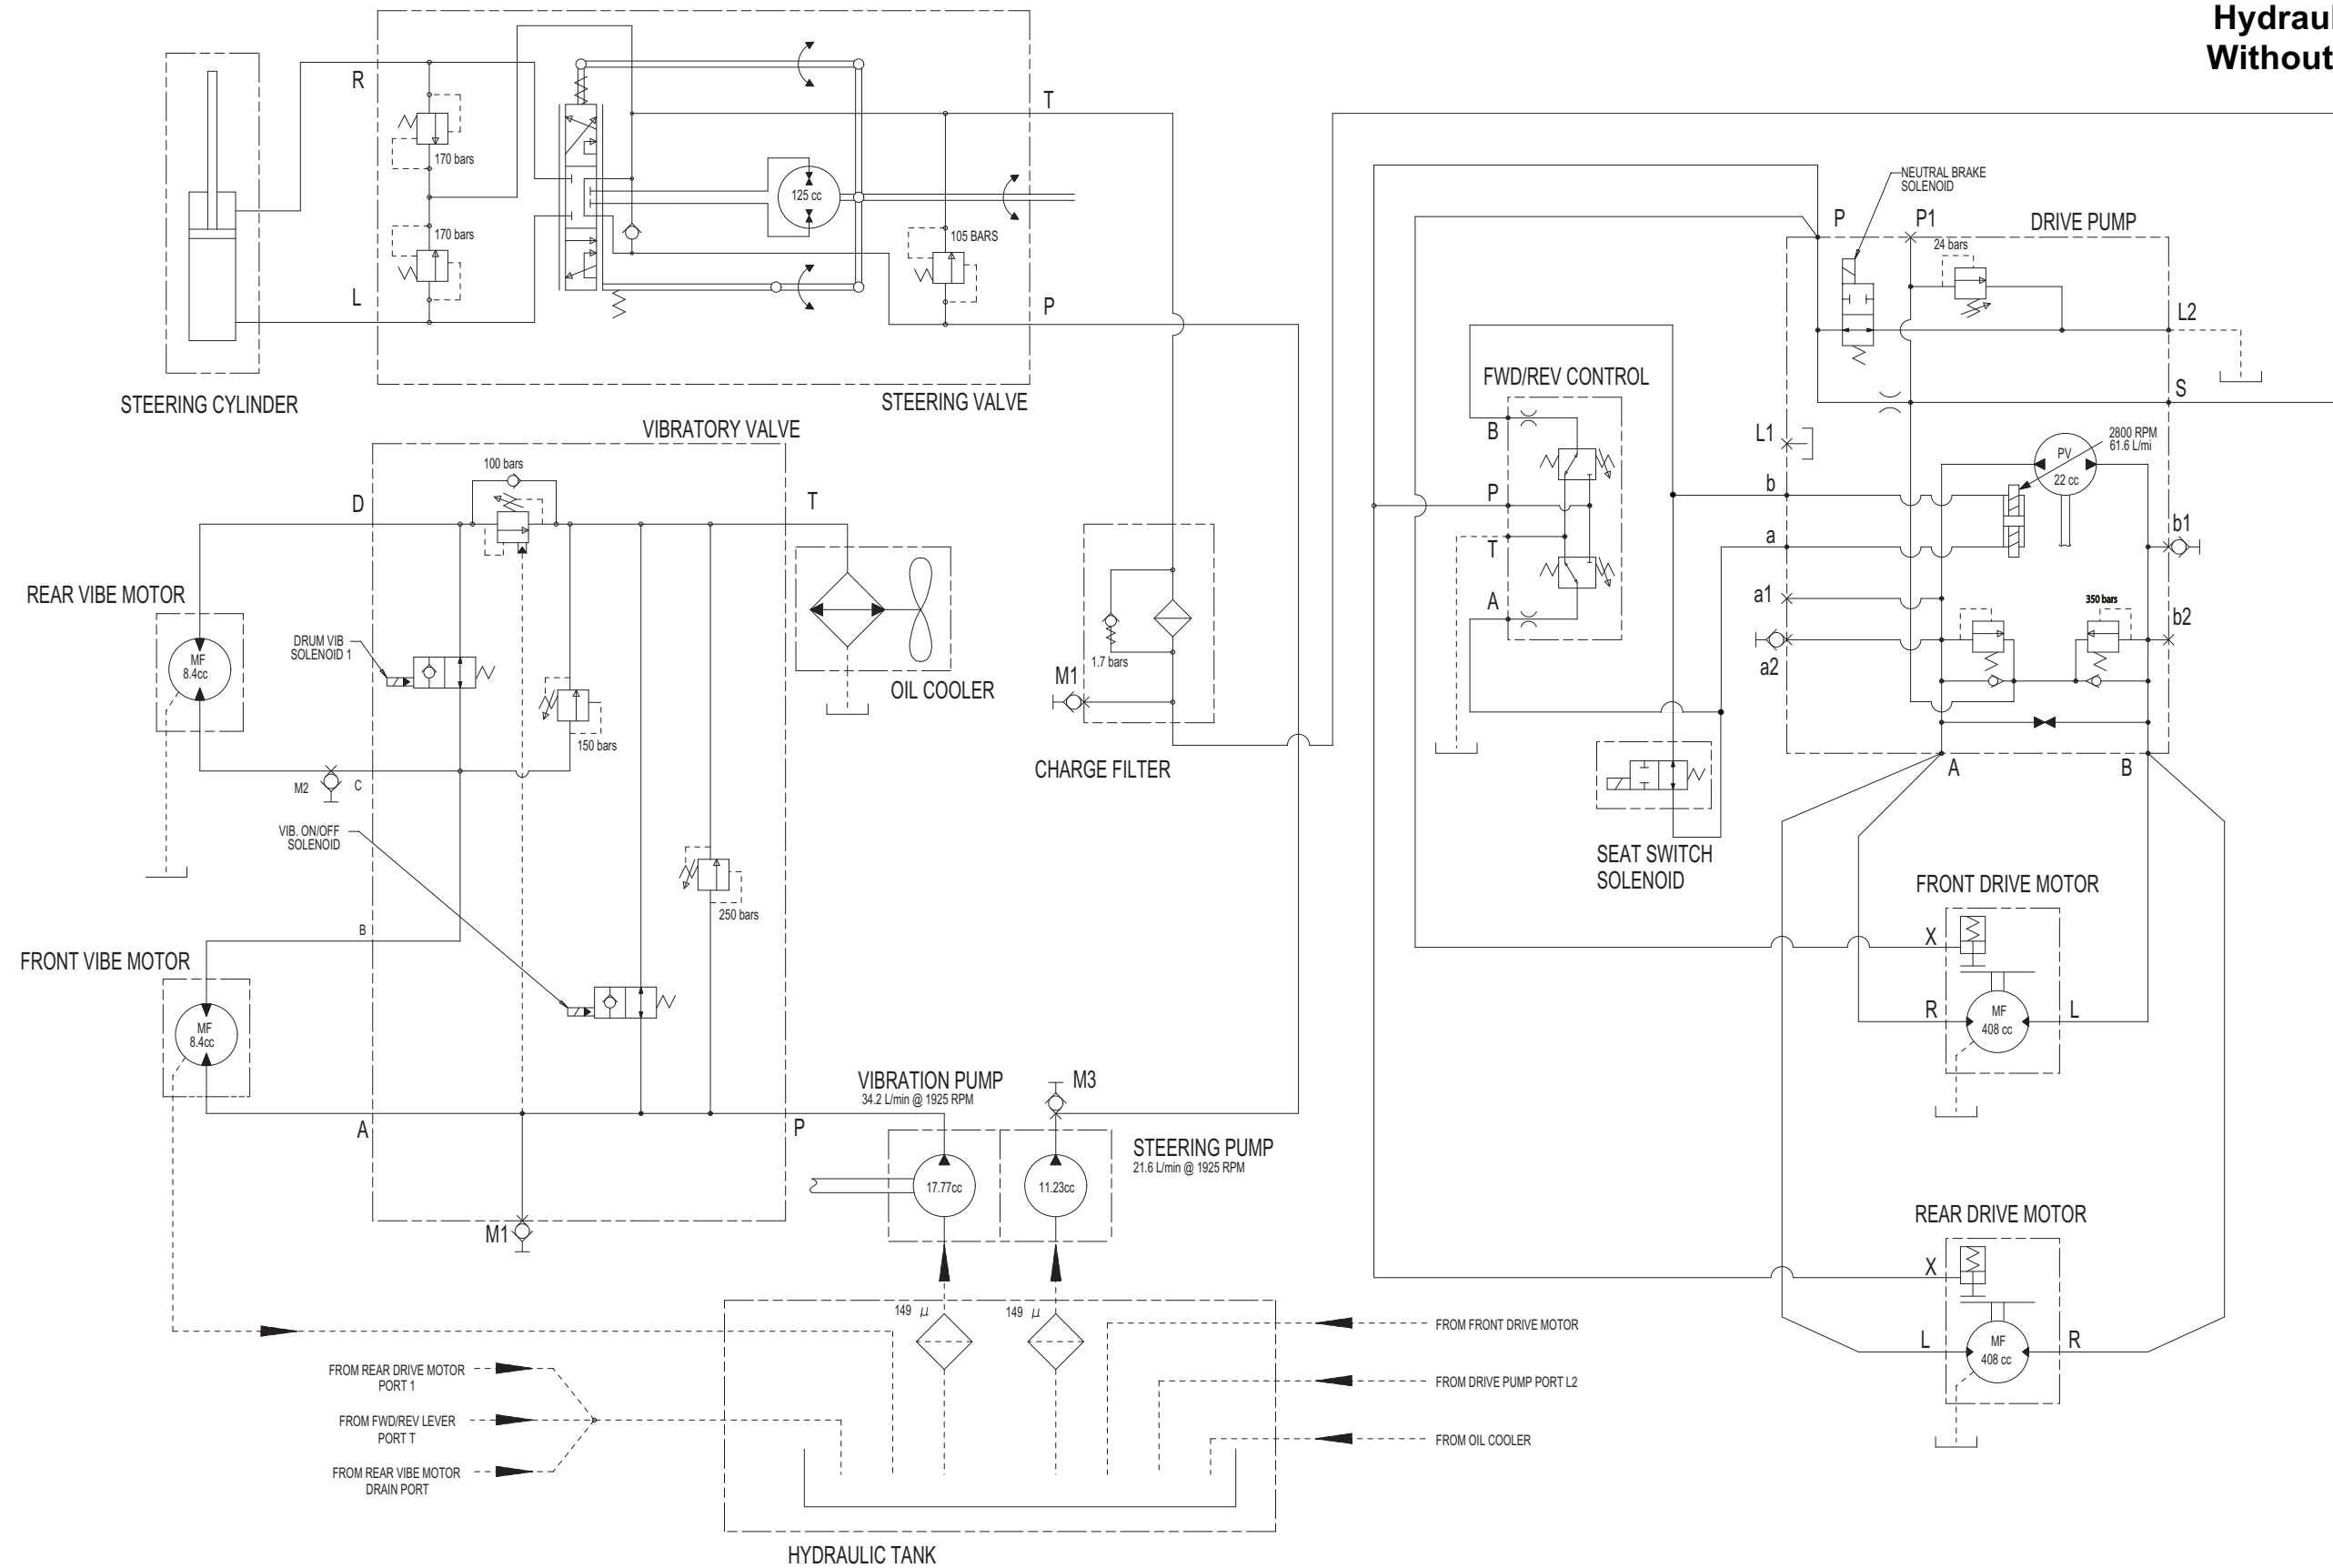 Hydraul
Without
R
170 bars
170 bars
L
125 cc
T
105 BARS
P
STEERING CYLINDER
STEERING VALVE
NEUTRAL BRAKE
SOLENOID
P
P1
DRIVE PUMP
24 bars
L2
S
FWD/REV CONTROL
B
P
T
A
L1
2800 RPM
61.6 L/mi
PV
22 cc
b
a
b1
a1
350 bars
b2
a2
A
B
VIBRATORY VALVE
100 bars
D
T
REAR VIBE MOTOR
DRUM VIB
SOLENOID 1
MF
8.4cc
OIL COOLER
150 bars
M2
C
1.7 bars
M1
CHARGE FILTER
VIB. ON/OFF
SOLENOID
SEAT SWITCH
SOLENOID
250 bars
B
FRONT VIBE MOTOR
MF
8.4cc
FRONT DRIVE MOTOR
X
R
MF
408 cc
L
VIBRATION PUMP
34.2 L/min @ 1925 RPM
M3
A
P
STEERING PUMP
21.6 L/min @ 1925 RPM
17.77cc
11.23cc
M1
REAR DRIVE MOTOR
X
L
MF
408 cc
R
149 μ
149 μ
FROM FRONT DRIVE MOTOR
FROM REAR DRIVE MOTOR
PORT 1
FROM DRIVE PUMP PORT L2
FROM FWD/REV LEVER
PORT T
FROM OIL COOLER
FROM REAR VIBE MOTOR
DRAIN PORT
HYDRAULIC TANK